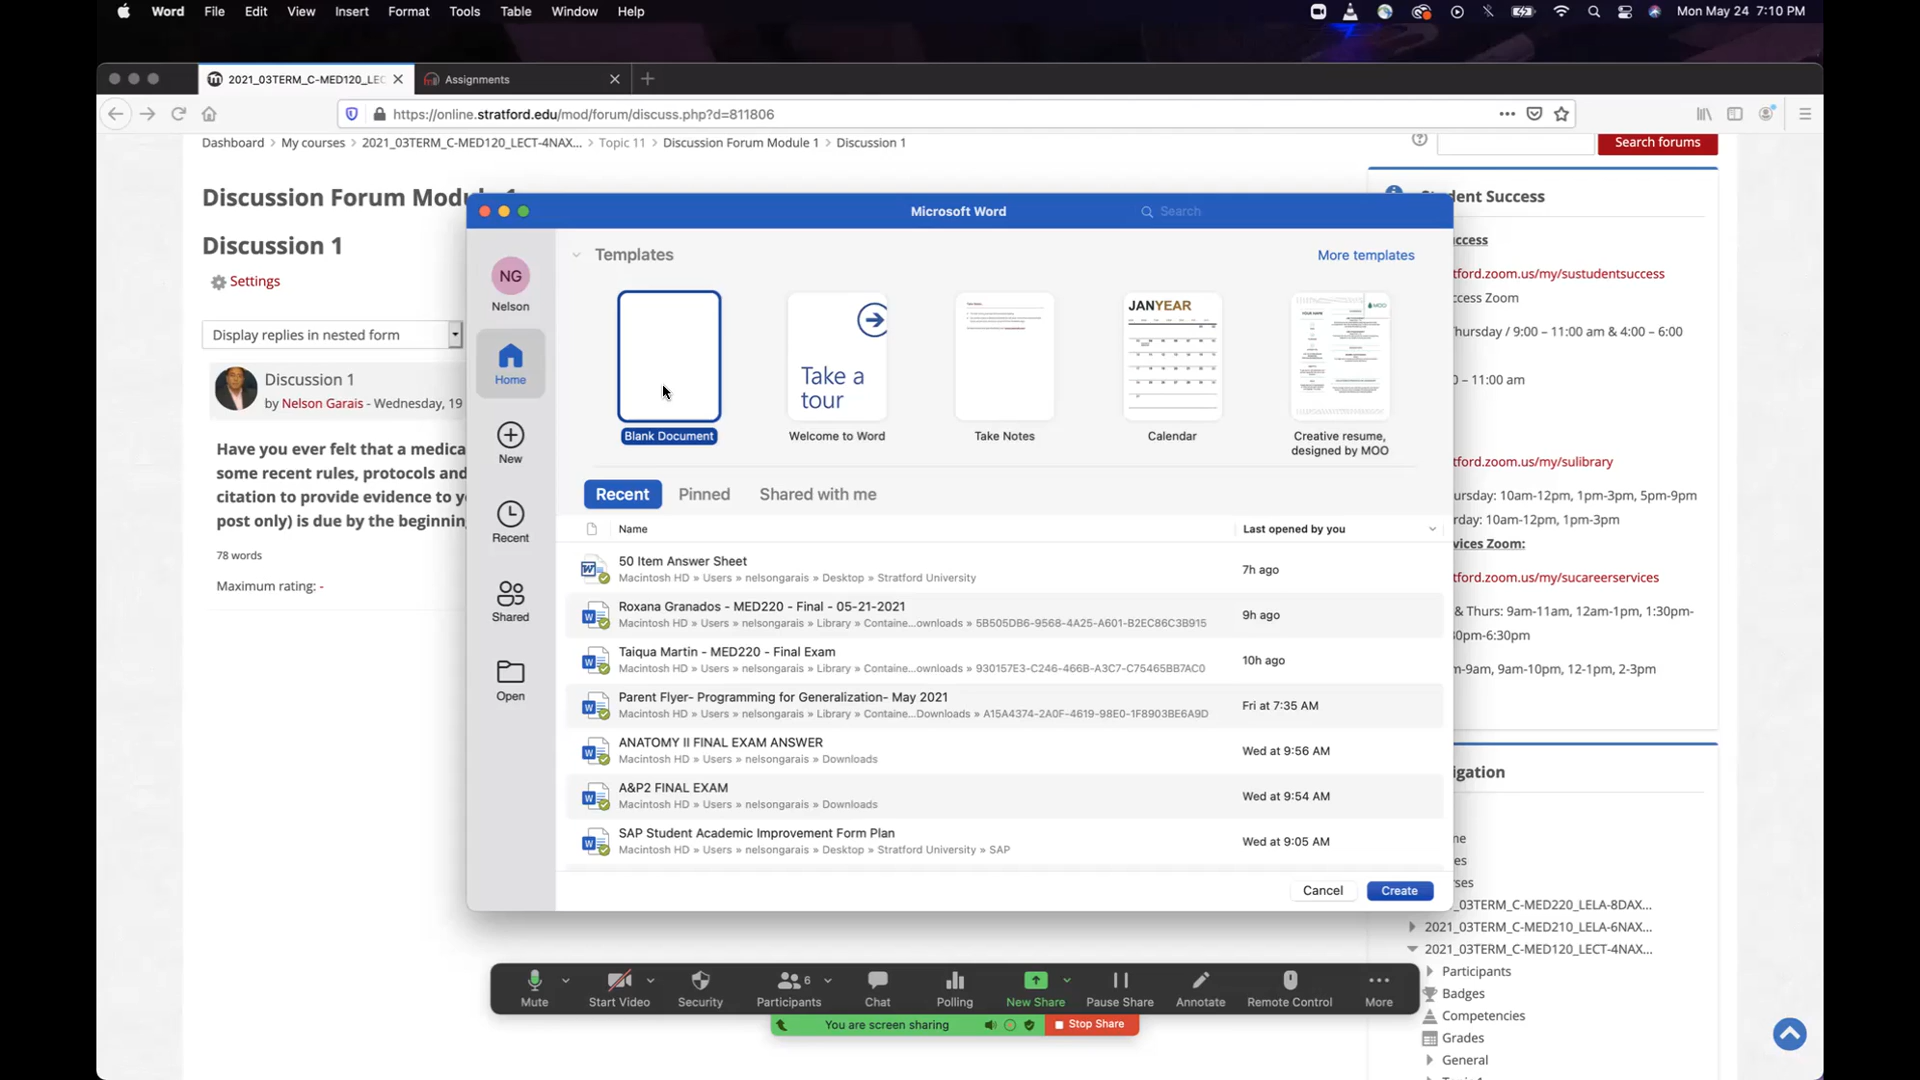 Word File Edit View Insert Format Tools Table Window Help
Mon May 24 7:10 PM
2021_03TERM_C-MED120_LEC
Assignments
https://online.stratford.edu/mod/forum/discuss.php?d=811806
Dashboard > My courses > 2021_03TERM_C-MED120_LECT-4NAX... > Topic 11 > Discussion Forum Module 1 > Discussion 1
Search forums
Discussion Forum Modu
Discussion 1
Settings
Display replies in nested form
Discussion 1
by Nelson Garais - Wednesday, 19
Have you ever felt that a medica
some recent rules, protocols and
citation to provide evidence to y
post only) is due by the beginnin
78 words
Maximum rating: -
Microsoft Word
Search
NG
Nelson
Home
New
Recent
Shared
Open
Templates
More templates
Take a
tour
JANYEAR
MOO
Blank Document
Welcome to Word
Take Notes
Calendar
Creative resume,
designed by MOO
Recent Pinned Shared with me
Name
Last opened by you
50 Item Answer Sheet
Macintosh HD » Users » nelsongarais » Desktop » Stratford University
7h ago
Roxana Granados - MED220 - Final - 05-21-2021
Macintosh HD » Users » nelsongarais » Library » Containe...ownloads » 5B505DB6-9568-4A25-A601-B2EC86C3B915
9h ago
Taiqua Martin - MED220 - Final Exam
Macintosh HD » Users » nelsongarais » Library » Containe...ownloads » 930157E3-C246-466B-A3C7-C75465BB7AC0
10h ago
Parent Flyer- Programming for Generalization- May 2021
Macintosh HD » Users » nelsongarais » Library » Containe...Downloads » A15A4374-2A0F-4619-98E0-1F8903BE6A9D
Fri at 7:35 AM
ANATOMY II FINAL EXAM ANSWER
Macintosh HD » Users » nelsongarais » Downloads
Wed at 9:56 AM
A&P2 FINAL EXAM
Macintosh HD » Users » nelsongarais » Downloads
Wed at 9:54 AM
SAP Student Academic Improvement Form Plan
Macintosh HD » Users » nelsongarais » Desktop » Stratford University » SAP
Wed at 9:05 AM
Cancel
Create
dent Success
ccess
tford.zoom.us/my/sustudentsuccess
ccess Zoom
hursday / 9:00 – 11:00 am & 4:00 – 6:00
0 – 11:00 am
tford.zoom.us/my/sulibrary
ursday: 10am-12pm, 1pm-3pm, 5pm-9pm
rday: 10am-12pm, 1pm-3pm
vices Zoom:
tford.zoom.us/my/sucareerservices
& Thurs: 9am-11am, 12am-1pm, 1:30pm-
30pm-6:30pm
m-9am, 9am-10pm, 12-1pm, 2-3pm
igation
me
es
rses
_03TERM_C-MED220_LELA-8DAX...
2021_03TERM_C-MED210_LELA-6NAX...
2021_03TERM_C-MED120_LECT-4NAX...
Participants
Badges
Competencies
Grades
General
Mute
Start Video
Security
Participants
6
Chat
Polling
New Share
Pause Share
Annotate
Remote Control
More
You are screen sharing
Stop Share